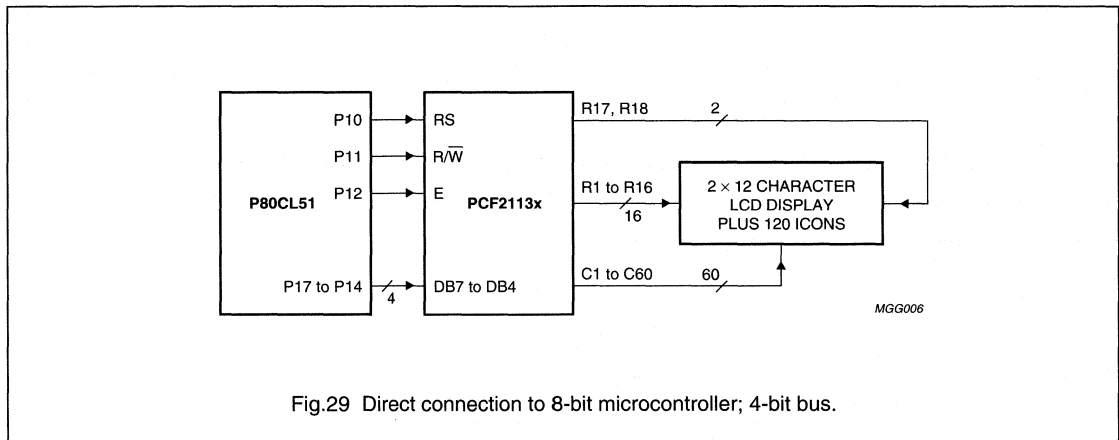 P80CL51
P10
P11
P12
P17 to P14
4
PCF2113x
RS
R/W̅
E
DB7 to DB4
R17, R18
2
R1 to R16
16
C1 to C60
60
2 × 12 CHARACTER
LCD DISPLAY
PLUS 120 ICONS
MGG006
Fig.29 Direct connection to 8-bit microcontroller; 4-bit bus.